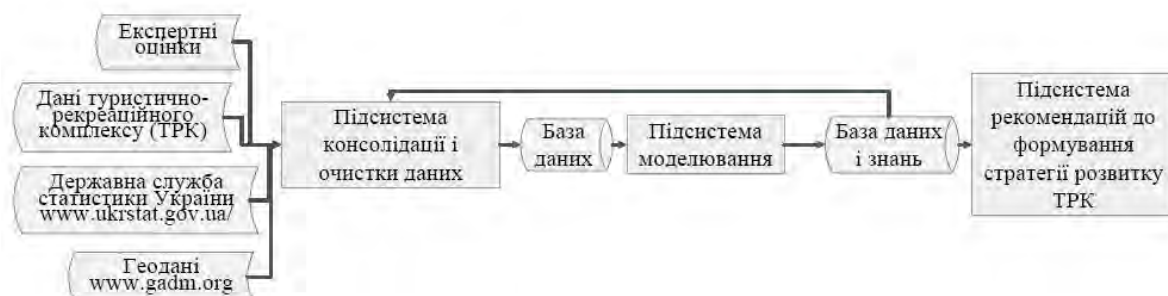 Експертні
оцінки
Дані туристично-
рекреаційного
комплексу (ТРК)
Державна служба
статистики України
www.ukrstat.gov.ua/
Геодані
www.gadm.org
Підсистема
консолідації і
очистки даних
База
даних
Підсистема
моделювання
База даних
і знань
Підсистема
рекомендацій до
формування
стратегії розвитку
ТРК